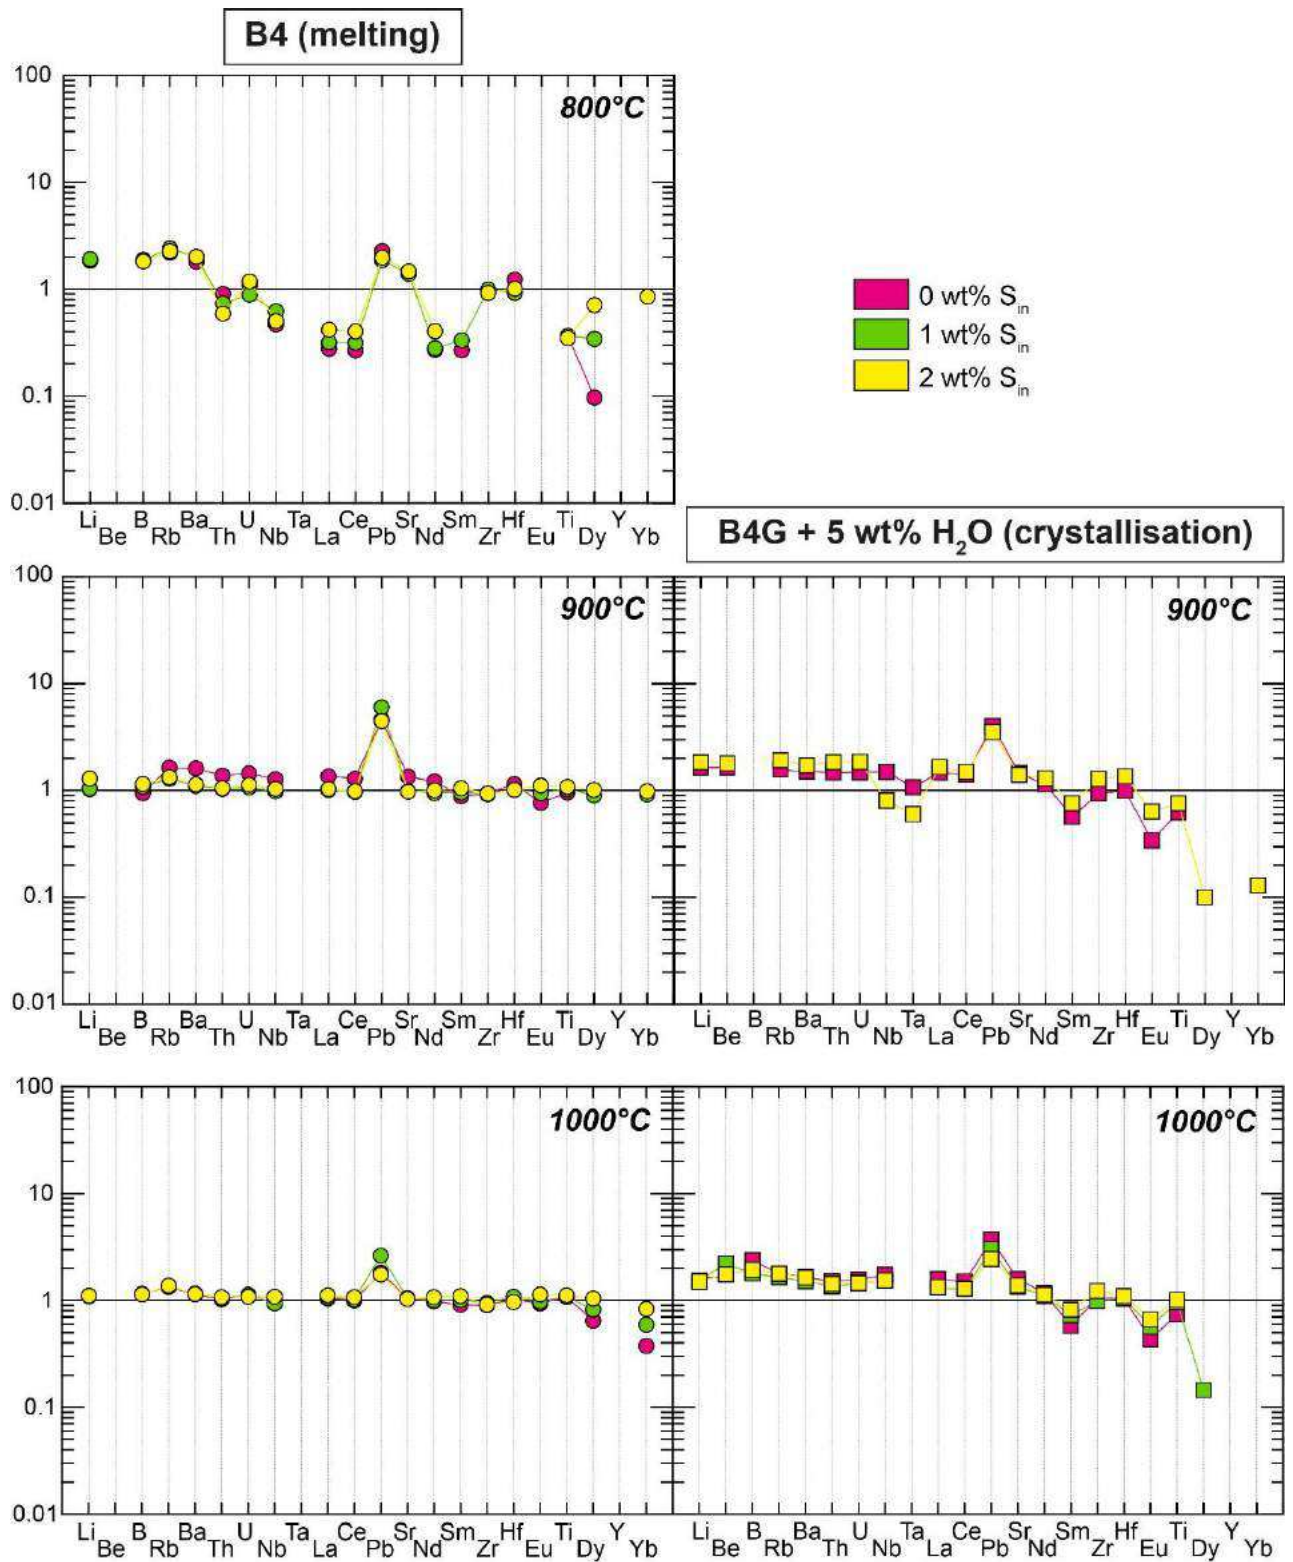 B4 (melting)
100
10
1
0.1
0.01
800°C
Li B Ba U Ta Ce Sr Sm Hf Ti Y
Be Rb Th Nb La Pb Nd Zr Eu Dy Yb
0 wt% S_in
1 wt% S_in
2 wt% S_in
B4G + 5 wt% H₂O (crystallisation)
100
10
1
0.1
0.01
900°C
Li B Ba U Ta Ce Sr Sm Hf Ti Y
Be Rb Th Nb La Pb Nd Zr Eu Dy Yb
900°C
Li B Ba U Ta Ce Sr Sm Hf Ti Y
Be Rb Th Nb La Pb Nd Zr Eu Dy Yb
100
10
1
0.1
0.01
1000°C
Li B Ba U Ta Ce Sr Sm Hf Ti Y
Be Rb Th Nb La Pb Nd Zr Eu Dy Yb
1000°C
Li B Ba U Ta Ce Sr Sm Hf Ti Y
Be Rb Th Nb La Pb Nd Zr Eu Dy Yb